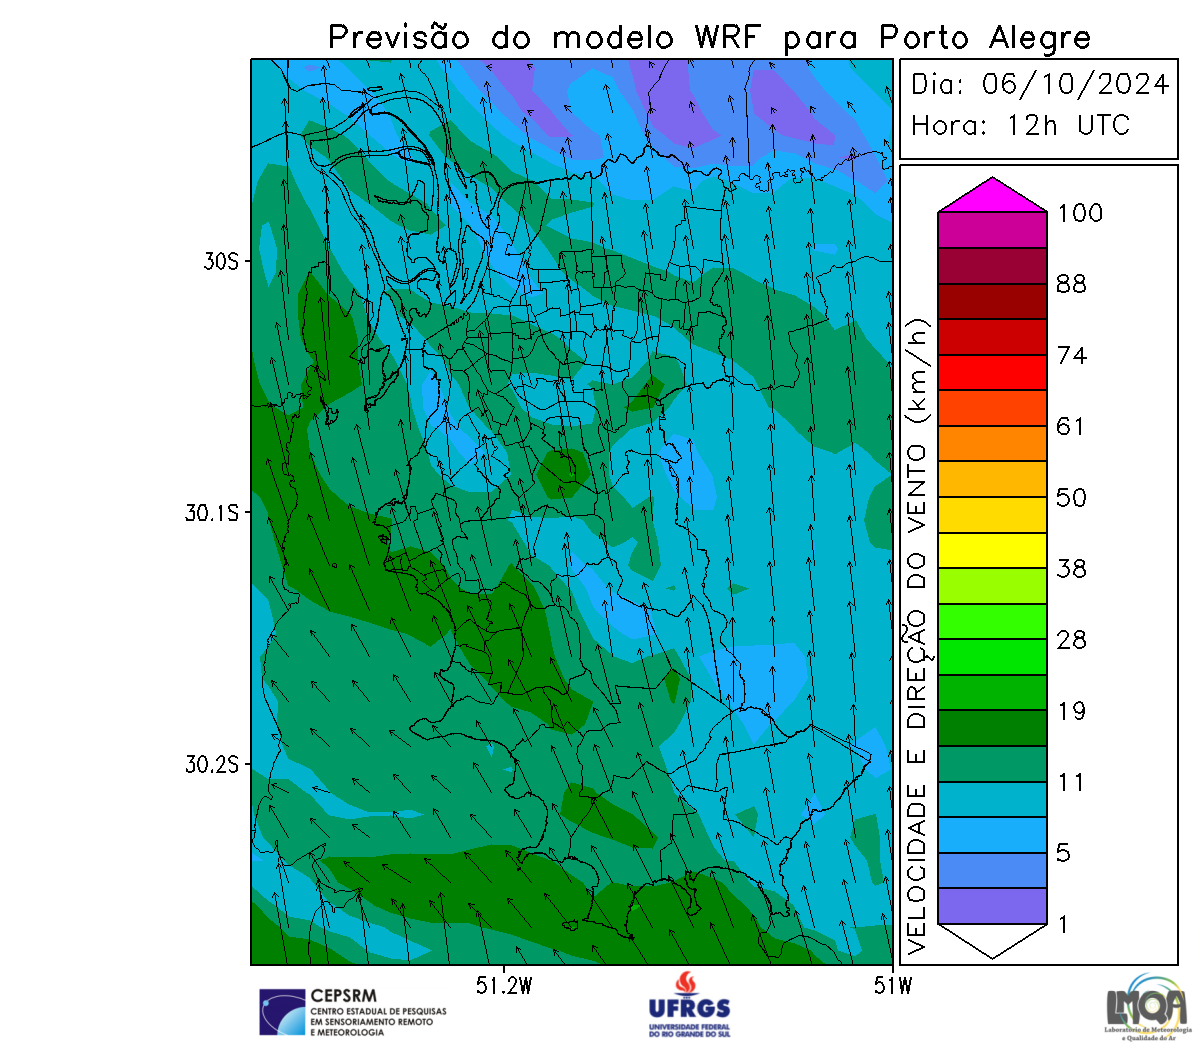 Previsão do modelo WRF para Porto Alegre
Dia: 06/10/2024
Hora: 12h UTC
30S
30.1S
30.2S
51.2W
51W
VELOCIDADE E DIREÇÃO DO VENTO (km/h)
100
88
74
61
50
38
28
19
11
5
1
CEPSRM
CENTRO ESTADUAL DE PESQUISAS
EM SENSORIAMENTO REMOTO
E METEOROLOGIA
UFRGS
UNIVERSIDADE FEDERAL
DO RIO GRANDE DO SUL
LMQA
Laboratório de Meteorologia
e Qualidade do Ar